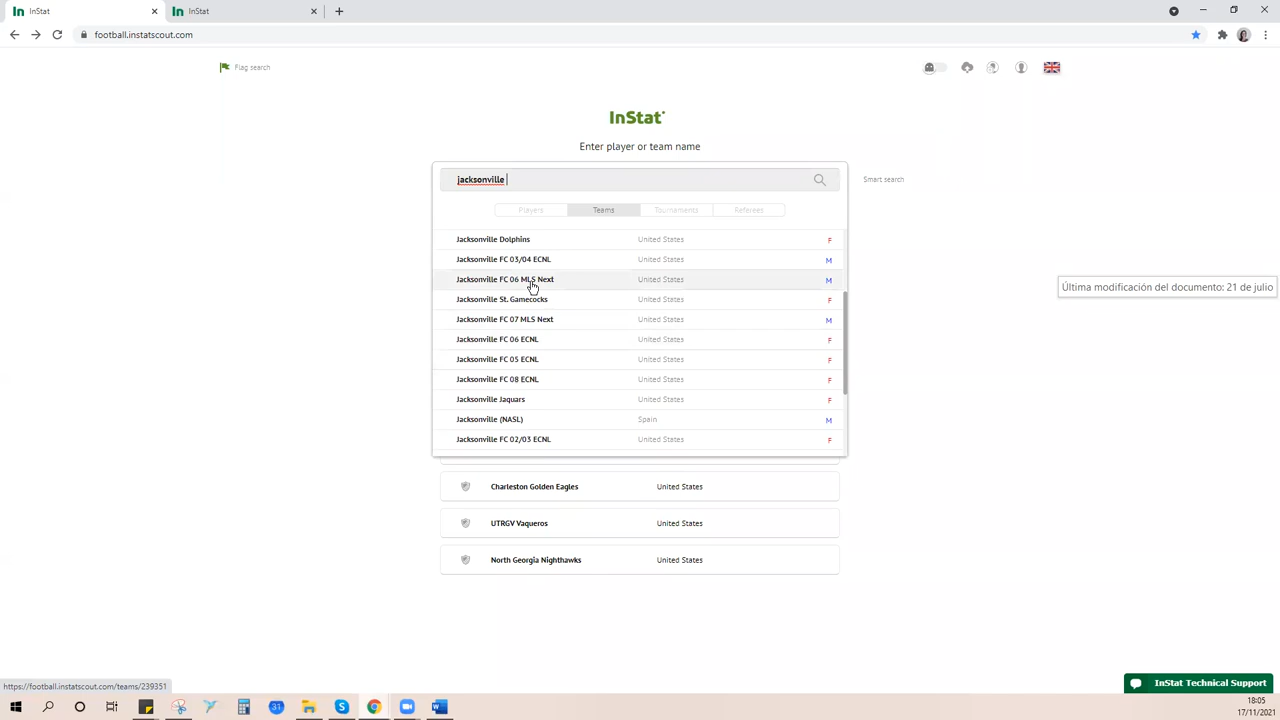 InStat
InStat
football.instatscout.com
Flag search
InStat
Enter player or team name
jacksonville
Smart search
Players Teams Tournaments Referees
Jacksonville Dolphins United States F
Jacksonville FC 03/04 ECNL United States M
Jacksonville FC 06 MLS Next United States M
Última modificación del documento: 21 de julio
Jacksonville St. Gamecocks United States F
Jacksonville FC 07 MLS Next United States M
Jacksonville FC 06 ECNL United States F
Jacksonville FC 05 ECNL United States F
Jacksonville FC 08 ECNL United States F
Jacksonville Jaquars United States F
Jacksonville (NASL) Spain M
Jacksonville FC 02/03 ECNL United States F
Charleston Golden Eagles United States
UTRGV Vaqueros United States
North Georgia Nighthawks United States
https://football.instatscout.com/teams/239351
InStat Technical Support
31
18:05
17/11/2021